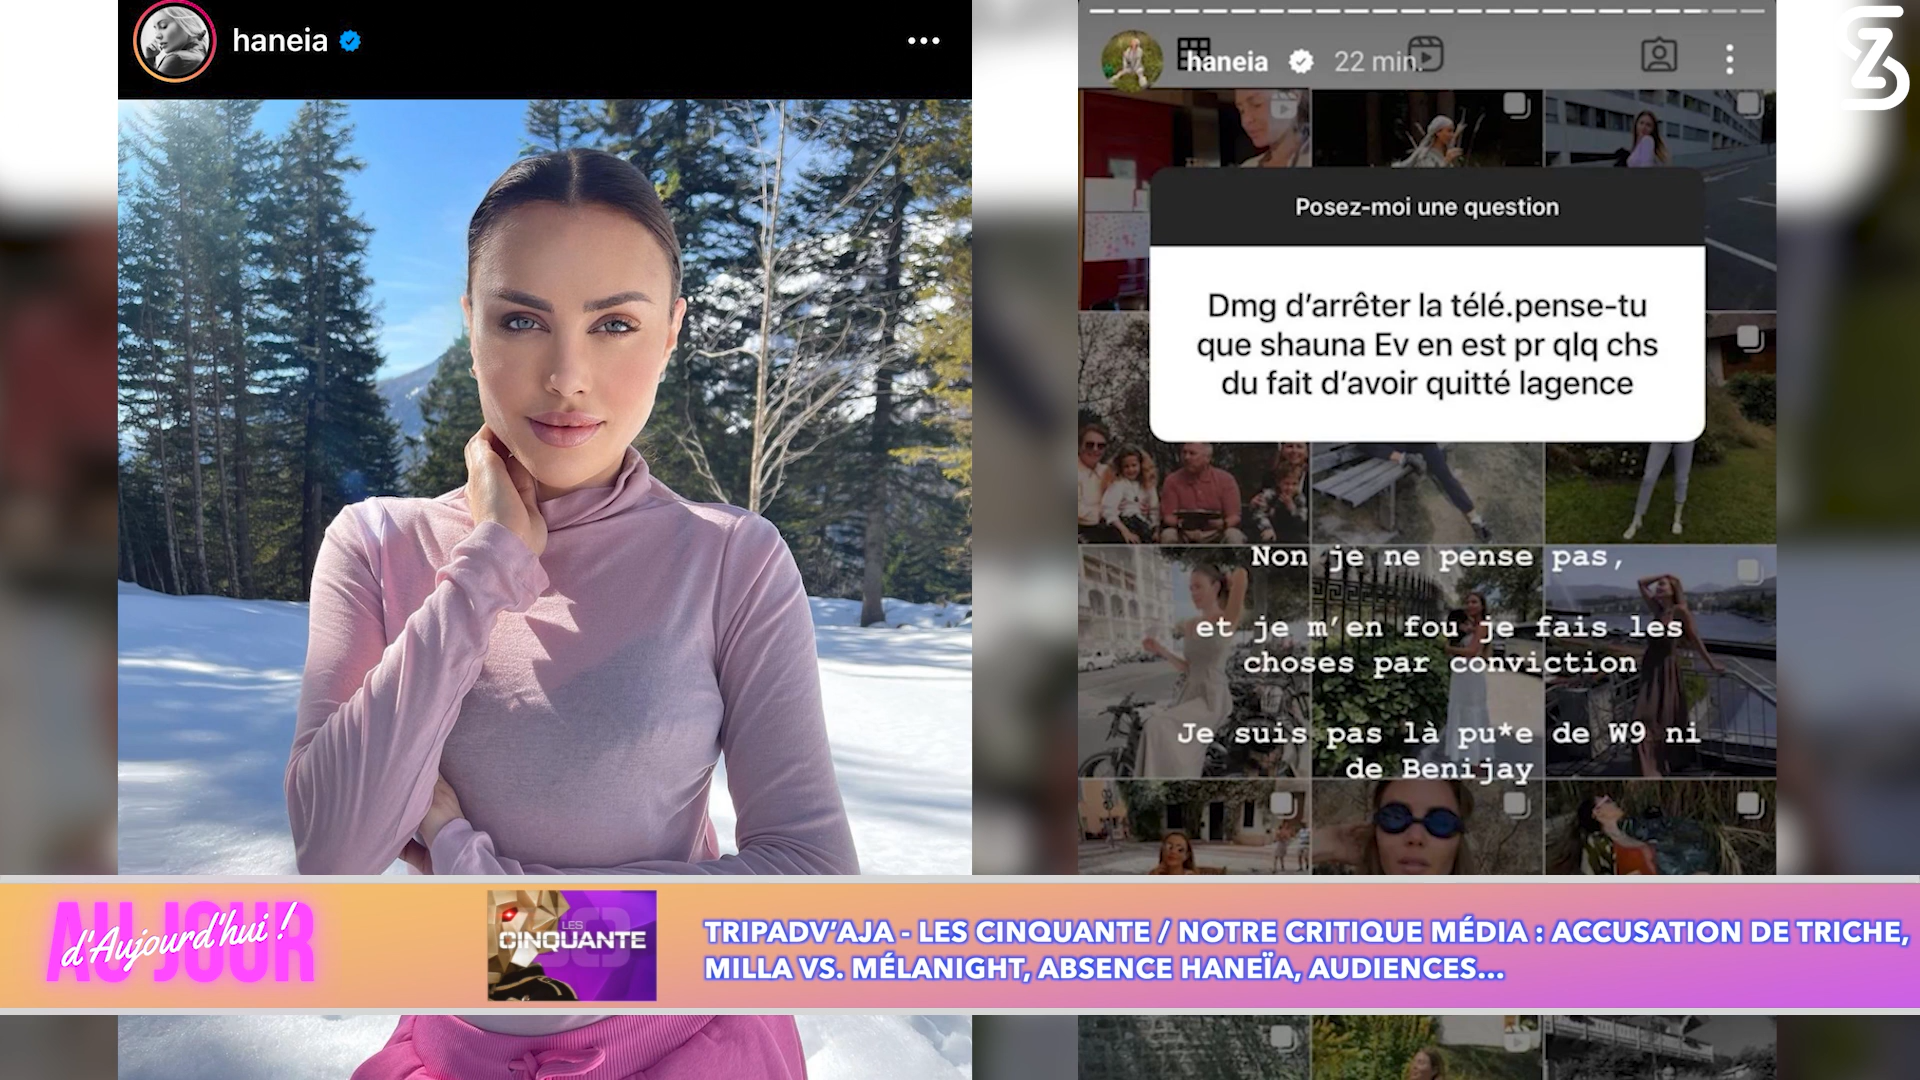 haneia
haneia 22 min.
Posez-moi une question
Dmg d'arrêter la télé.pense-tu
que shauna Ev en est pr qlq chs
du fait d'avoir quitté lagence
Non je ne pense pas,
et je m'en fou je fais les
choses par conviction
Je suis pas là pu*e de W9 ni
de Benijay
AU JOUR
d'Aujourd'hui !
LES
CINQUANTE
TRIPADV'AJA - LES CINQUANTE / NOTRE CRITIQUE MÉDIA : ACCUSATION DE TRICHE,
MILLA VS. MÉLANIGHT, ABSENCE HANEÏA, AUDIENCES...